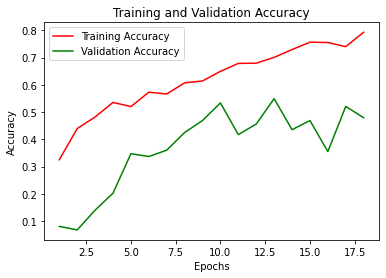 Training and Validation Accuracy
Training Accuracy
Validation Accuracy
Accuracy
0.8
0.7
0.6
0.5
0.4
0.3
0.2
0.1
2.5 5.0 7.5 10.0 12.5 15.0 17.5
Epochs